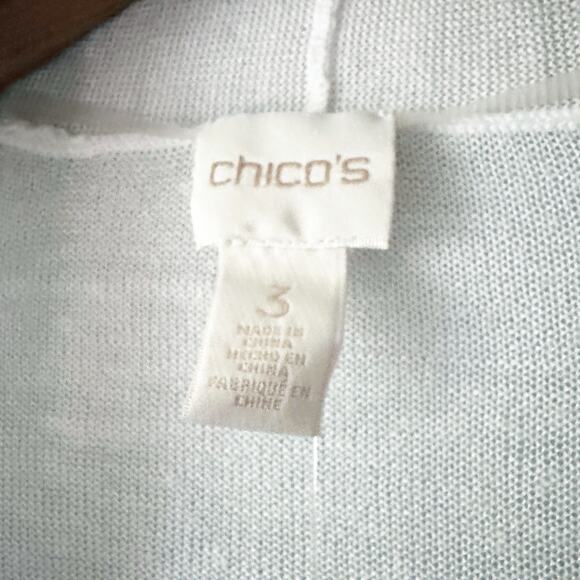 chico's
3
MADE IN
CHINA
HECHO EN
CHINA
FABRIQUÉ EN
CHINE